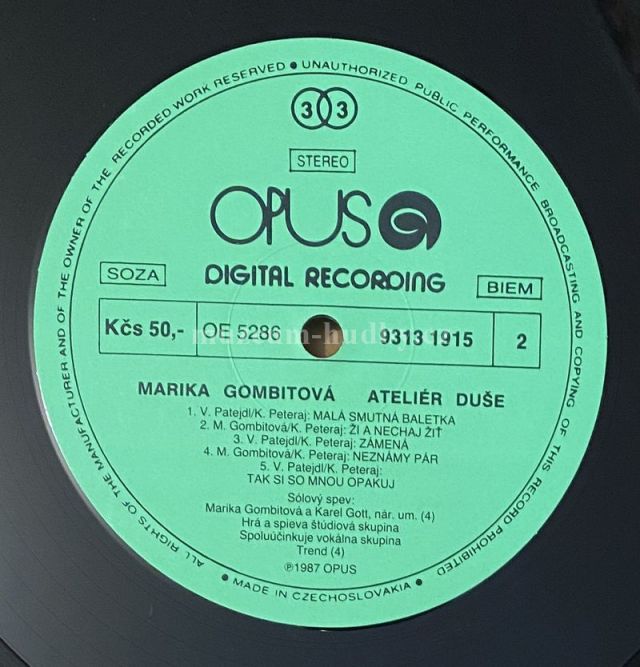 ALL RIGHTS OF THE MANUFACTURER AND OF THE OWNER OF THE RECORDED WORK RESERVED ● UNAUTHORIZED PUBLIC PERFORMANCE BROADCASTING AND COPYING OF THIS RECORD PROHIBITED
33
STEREO
OPUS
SOZA DIGITAL RECORDING BIEM
Kčs 50,- OE 5286 9313 1915 2
MARIKA GOMBITOVÁ ATELIÉR DUŠE
1. V. Patejdl/K. Peteraj: MALÁ SMUTNÁ BALETKA
2. M. Gombitová/K. Peteraj: ŽI A NECHAJ ŽIŤ
3. V. Patejdl/K. Peteraj: ZÁMENA
4. M. Gombitová/K. Peteraj: NEZNÁMY PÁR
5. V. Patejdl/K. Peteraj:
TAK SI SO MNOU OPAKUJ
Sólový spev:
Marika Gombitová a Karel Gott, nár. um. (4)
Hrá a spieva štúdiová skupina
Spoluúčinkuje vokálna skupina
Trend (4)
℗1987 OPUS
● MADE IN CZECHOSLOVAKIA ●